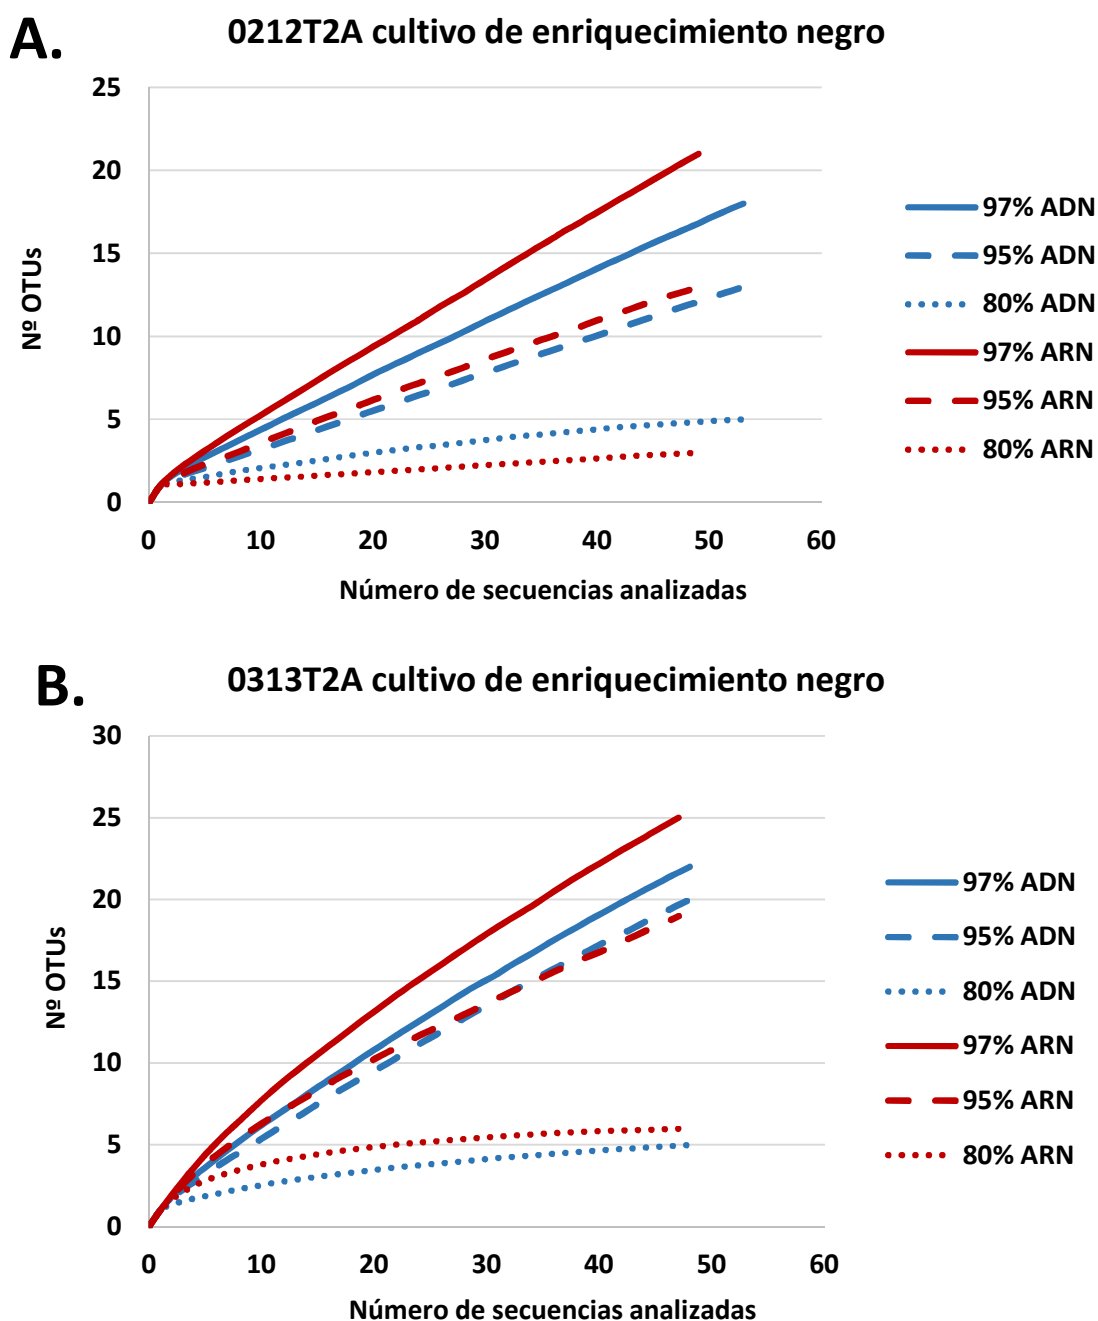 A.
0212T2A cultivo de enriquecimiento negro
25
20
15
10
5
0
Nº OTUs
0 10 20 30 40 50 60
Número de secuencias analizadas
97% ADN
95% ADN
80% ADN
97% ARN
95% ARN
80% ARN
B.
0313T2A cultivo de enriquecimiento negro
30
25
20
15
10
5
0
Nº OTUs
0 10 20 30 40 50 60
Número de secuencias analizadas
97% ADN
95% ADN
80% ADN
97% ARN
95% ARN
80% ARN